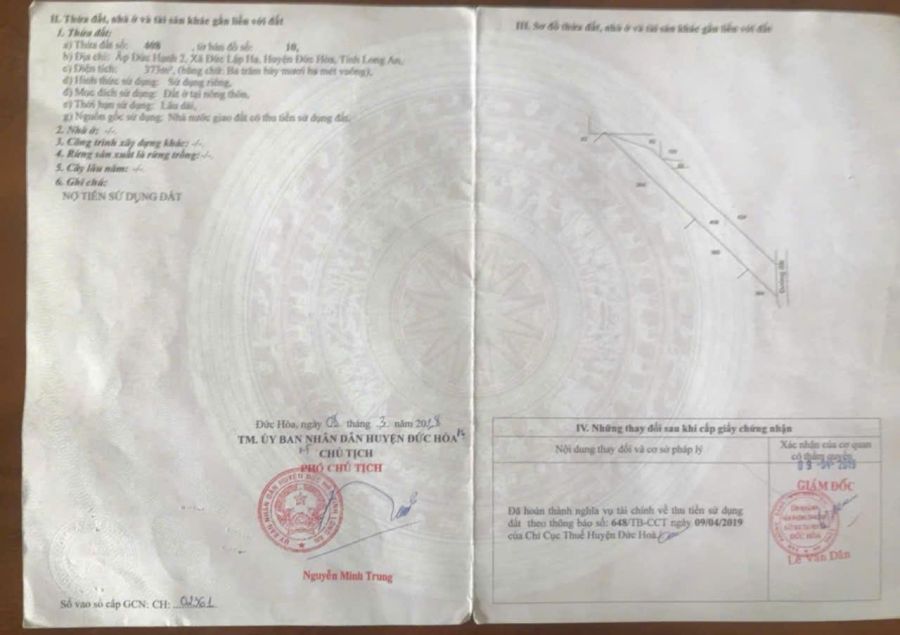 II. Thửa đất, nhà ở và tài sản khác gắn liền với đất
1. Thửa đất:
a) Thửa đất số: 408 , tờ bản đồ số: 10,
b) Địa chỉ: Ấp Đức Hạnh 2, Xã Đức Lập Hạ, Huyện Đức Hòa, Tỉnh Long An,
c) Diện tích: 373m², (bằng chữ: Ba trăm bảy mươi ba mét vuông),
d) Hình thức sử dụng: Sử dụng riêng,
đ) Mục đích sử dụng: Đất ở tại nông thôn,
e) Thời hạn sử dụng: Lâu dài,
g) Nguồn gốc sử dụng: Nhà nước giao đất có thu tiền sử dụng đất.
2. Nhà ở: -/-.
3. Công trình xây dựng khác: -/-.
4. Rừng sản xuất là rừng trồng: -/-.
5. Cây lâu năm: -/-.
6. Ghi chú:
NỢ TIỀN SỬ DỤNG ĐẤT
Đức Hòa, ngày 08 tháng 3 năm 2018
TM. ỦY BAN NHÂN DÂN HUYỆN ĐỨC HÒA
CHỦ TỊCH
PHÓ CHỦ TỊCH
Nguyễn Minh Trung
Số vào sổ cấp GCN: CH:
III. Sơ đồ thửa đất, nhà ở và tài sản khác gắn liền với đất
Đường đất
IV. Những thay đổi sau khi cấp giấy chứng nhận
Nội dung thay đổi và cơ sở pháp lý
Xác nhận của cơ quan
có thẩm quyền
09 -04- 2019
GIÁM ĐỐC
Đã hoàn thành nghĩa vụ tài chính về thu tiền sử dụng
đất theo thông báo số: 648/TB-CCT ngày 09/04/2019
của Chi Cục Thuế Huyện Đức Hoà.
ĐỨC HÒA
Lê Văn Dân